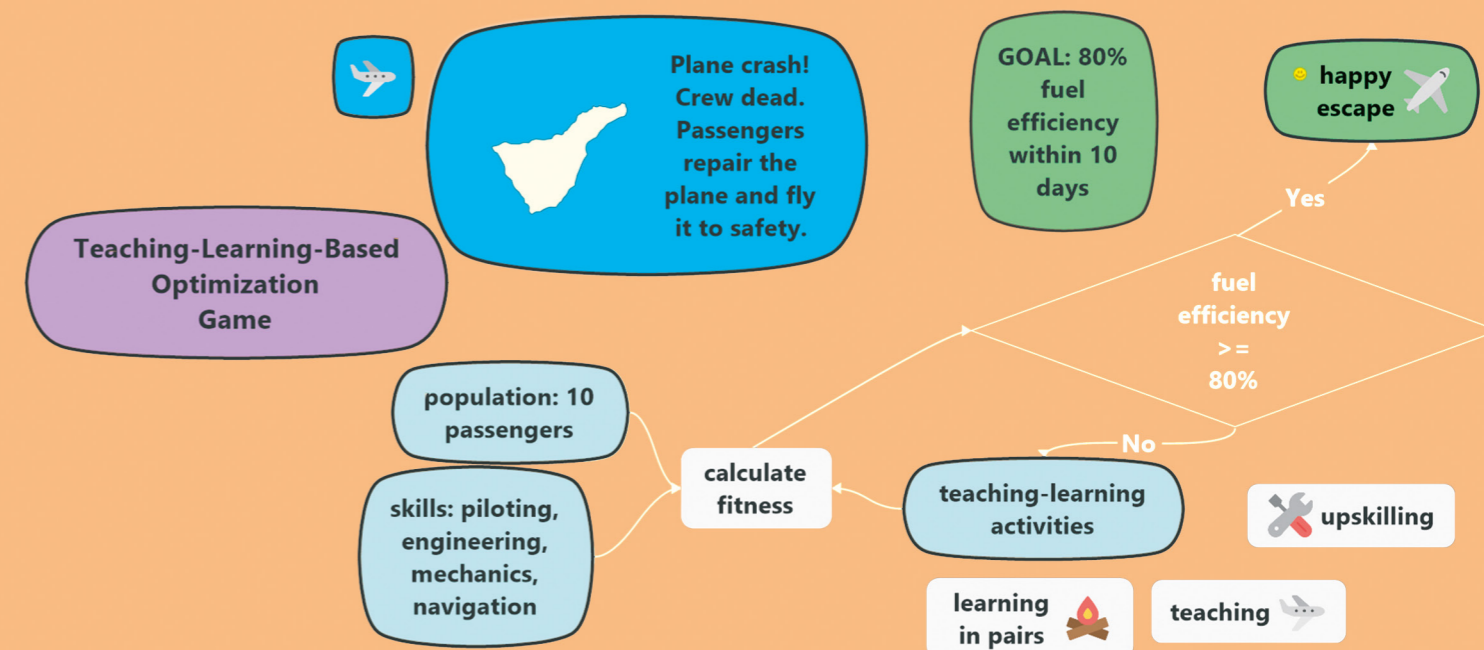 Plane crash!
Crew dead.
Passengers
repair the
plane and fly
it to safety.
GOAL: 80%
fuel
efficiency
within 10
days
happy
escape
Yes
Teaching-Learning-Based
Optimization
Game
fuel
efficiency
>=
80%
No
population: 10
passengers
skills: piloting,
engineering,
mechanics,
navigation
calculate
fitness
teaching-learning
activities
upskilling
learning
in pairs
teaching